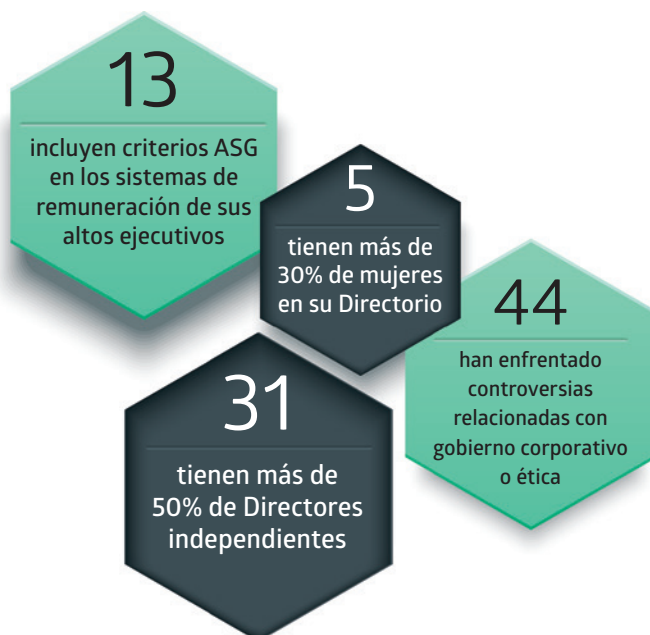 13
incluyen criterios ASG
en los sistemas de
remuneración de sus
altos ejecutivos
5
tienen más de
30% de mujeres
en su Directorio
44
han enfrentado
controversias
relacionadas con
gobierno corporativo
o ética
31
tienen más de
50% de Directores
independientes